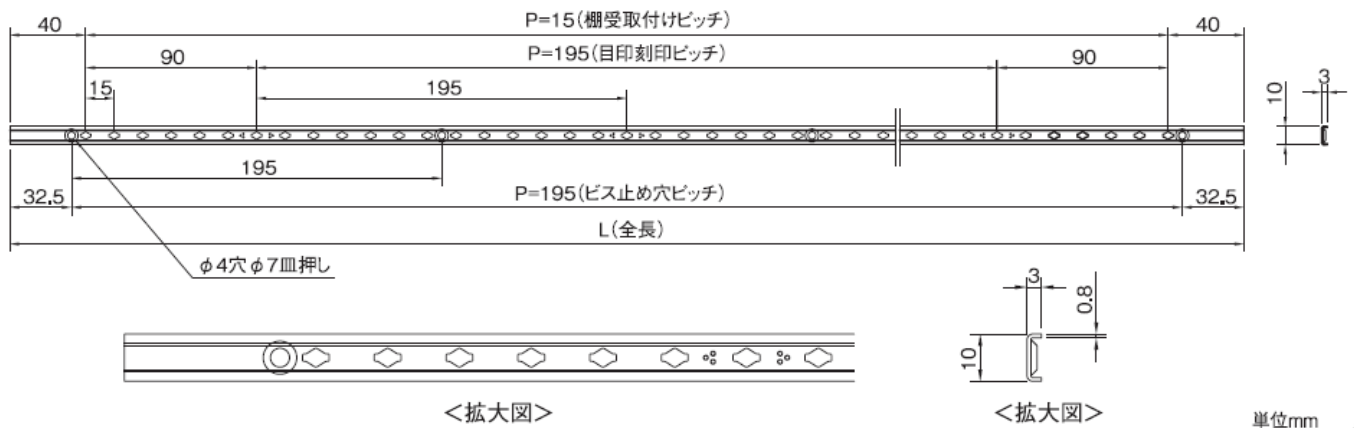 P=15(棚受取付けピッチ)
40
40
P=195(目印刻印ピッチ)
90
90
15
195
3
10
195
32.5
P=195(ビス止め穴ピッチ)
32.5
L(全長)
φ4穴φ7皿押し
3
0.8
10
<拡大図>
<拡大図>
単位mm